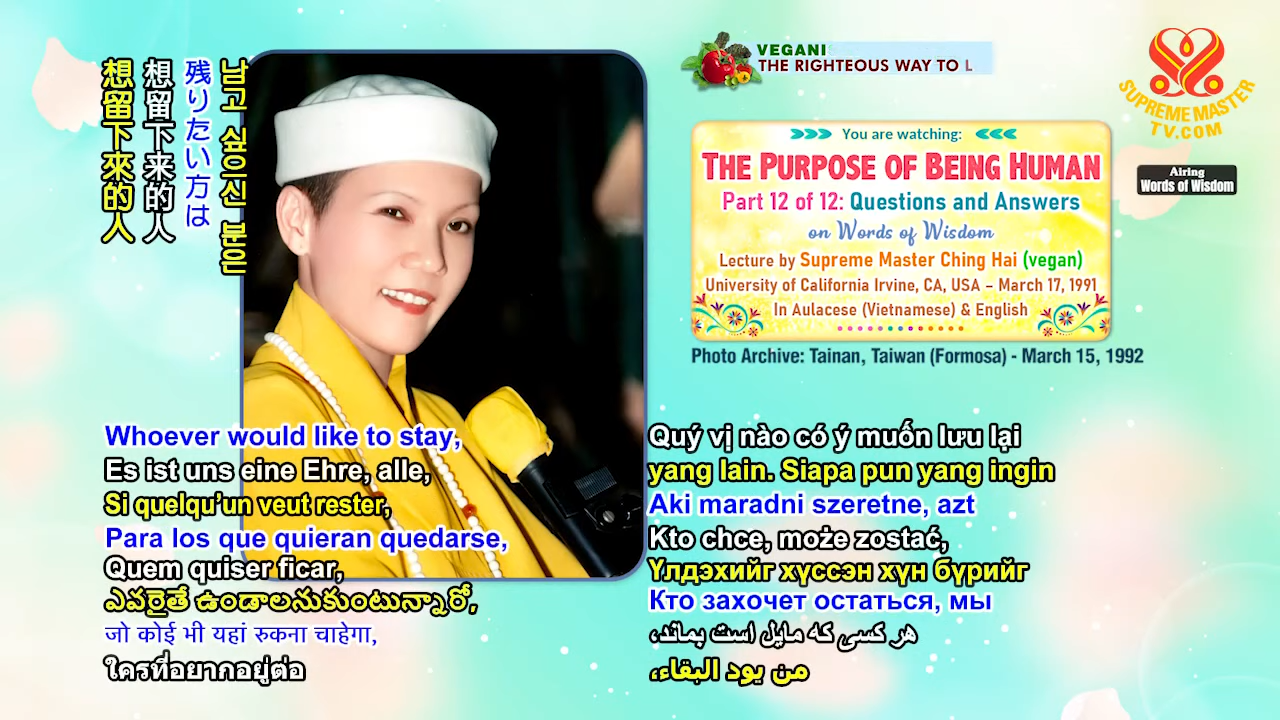 想留下來的人
想留下来的人
残りたい方は
남고 싶으신 분은
VEGANI
THE RIGHTEOUS WAY TO L
SUPREME MASTER
TV.COM
You are watching:
THE PURPOSE OF BEING HUMAN
Part 12 of 12: Questions and Answers
on Words of Wisdom
Lecture by Supreme Master Ching Hai (vegan)
University of California Irvine, CA, USA – March 17, 1991
In Aulacese (Vietnamese) & English
Airing
Words of Wisdom
Photo Archive: Tainan, Taiwan (Formosa) - March 15, 1992
Whoever would like to stay,
Es ist uns eine Ehre, alle,
Si quelqu’un veut rester,
Para los que quieran quedarse,
Quem quiser ficar,
ఎవరైతే ఉండాలనుకుంటున్నారో,
जो कोई भी यहां रुकना चाहेगा,
ใครที่อยากอยู่ต่อ
Quý vị nào có ý muốn lưu lại
yang lain. Siapa pun yang ingin
Aki maradni szeretne, azt
Kto chce, może zostać,
Үлдэхийг хүссэн хүн бүрийг
Кто захочет остаться, мы
هر کسی که مایل است بماند،
من يود البقاء،